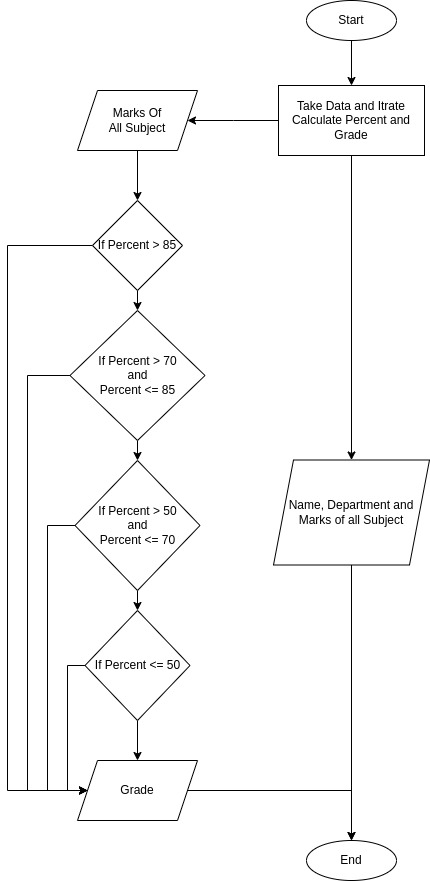 Start
Take Data and Itrate
Calculate Percent and
Grade
Marks Of
All Subject
If Percent > 85
If Percent > 70
and
Percent <= 85
If Percent > 50
and
Percent <= 70
If Percent <= 50
Grade
Name, Department and
Marks of all Subject
End